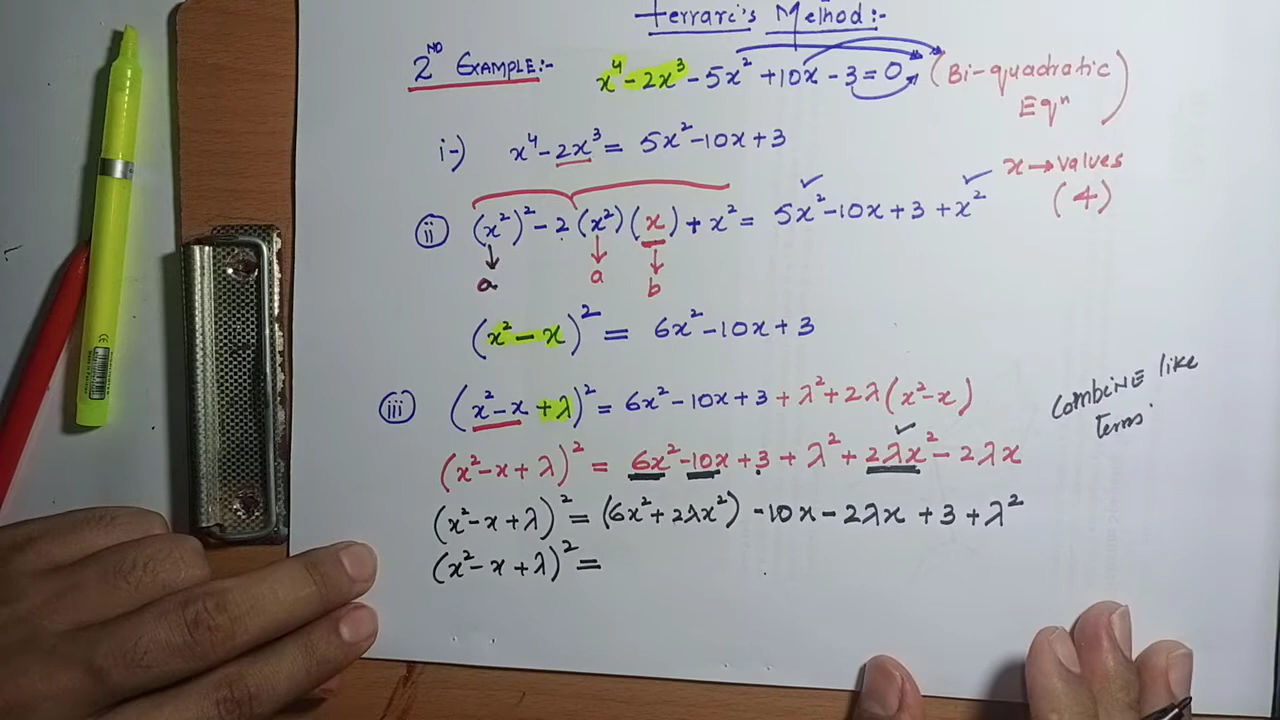 Ferrari's Method:-
2ND EXAMPLE:- x⁴-2x³-5x²+10x-3=0 (Bi-quadratic Eqⁿ)
i-) x⁴-2x³= 5x²-10x+3
x→values (4)
ii (x²)²-2(x²)(x)+x²= 5x²-10x+3+x²
a a b
(x²-x)²= 6x²-10x+3
iii (x²-x+λ)²= 6x²-10x+3+λ²+2λ(x²-x)
COMBINE like terms.
(x²-x+λ)²= 6x²-10x+3+λ²+2λx²-2λx
(x²-x+λ)²=(6x²+2λx²)-10x-2λx+3+λ²
(x²-x+λ)²=